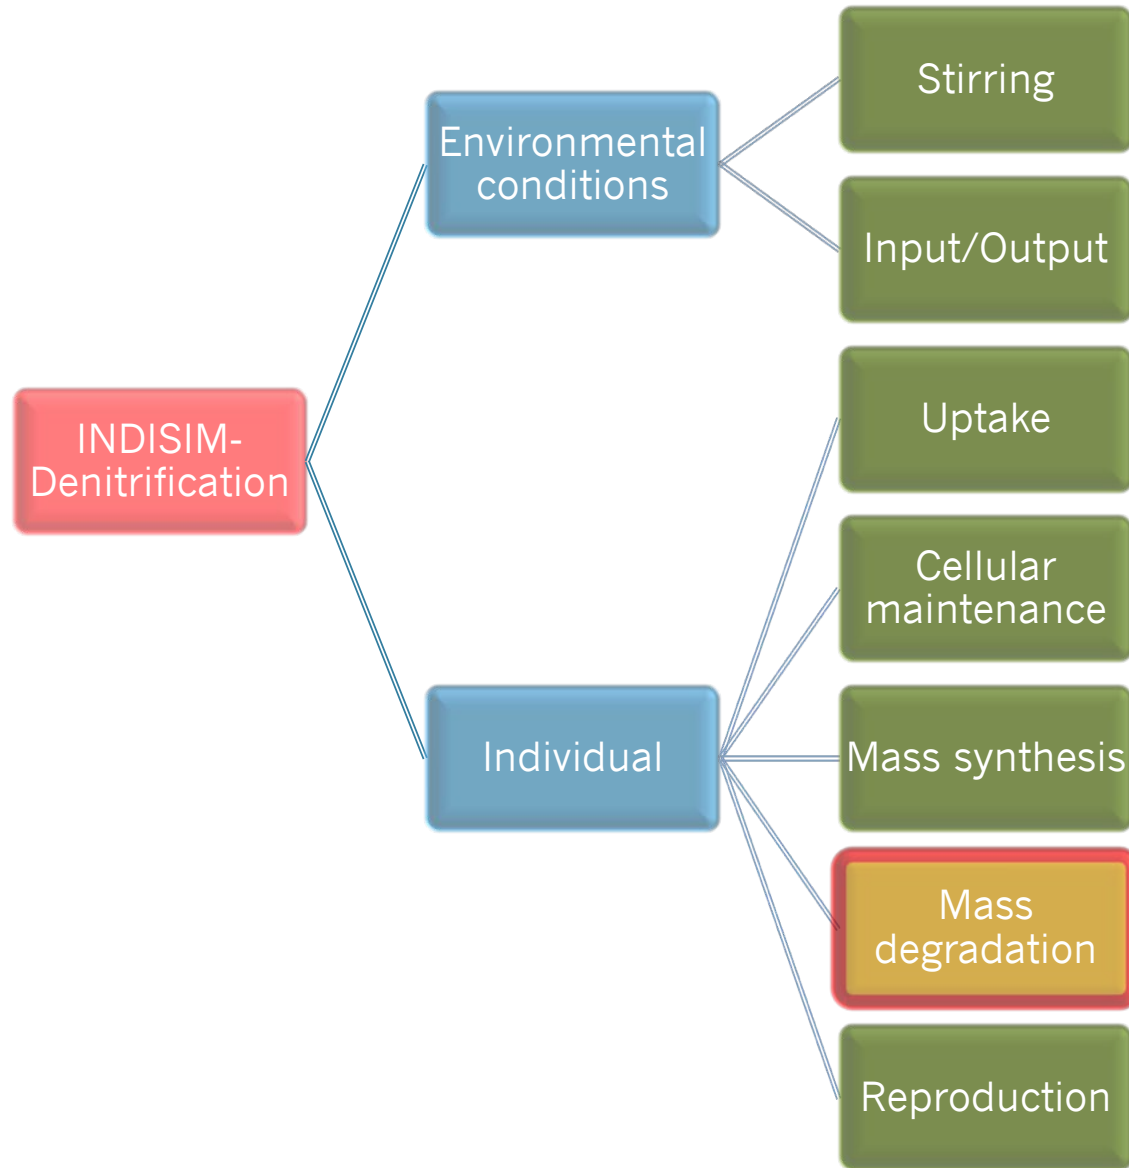 Stirring
Environmental
conditions
Input/Output
Uptake
INDISIM-
Denitrification
Cellular
maintenance
Individual
Mass synthesis
Mass
degradation
Reproduction